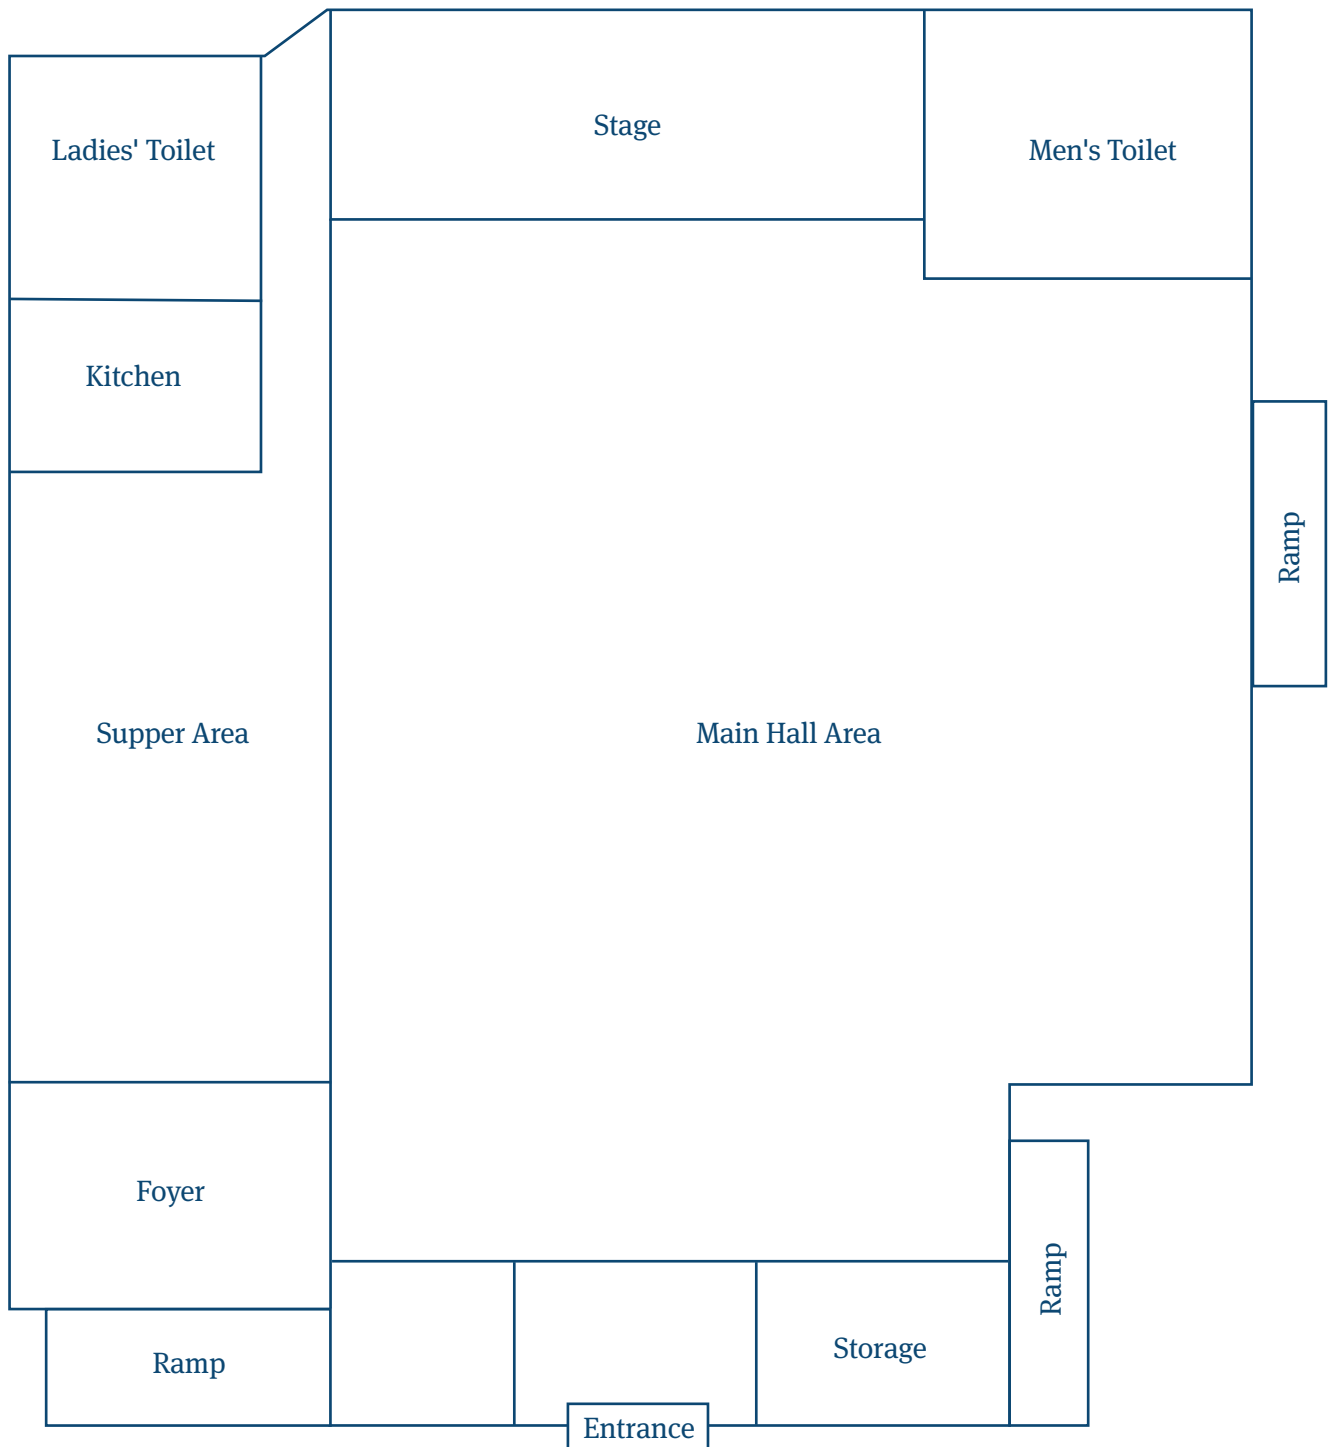 Stage
Ladies' Toilet
Men's Toilet
Kitchen
Ramp
Supper Area
Main Hall Area
Foyer
Ramp
Storage
Ramp
Entrance